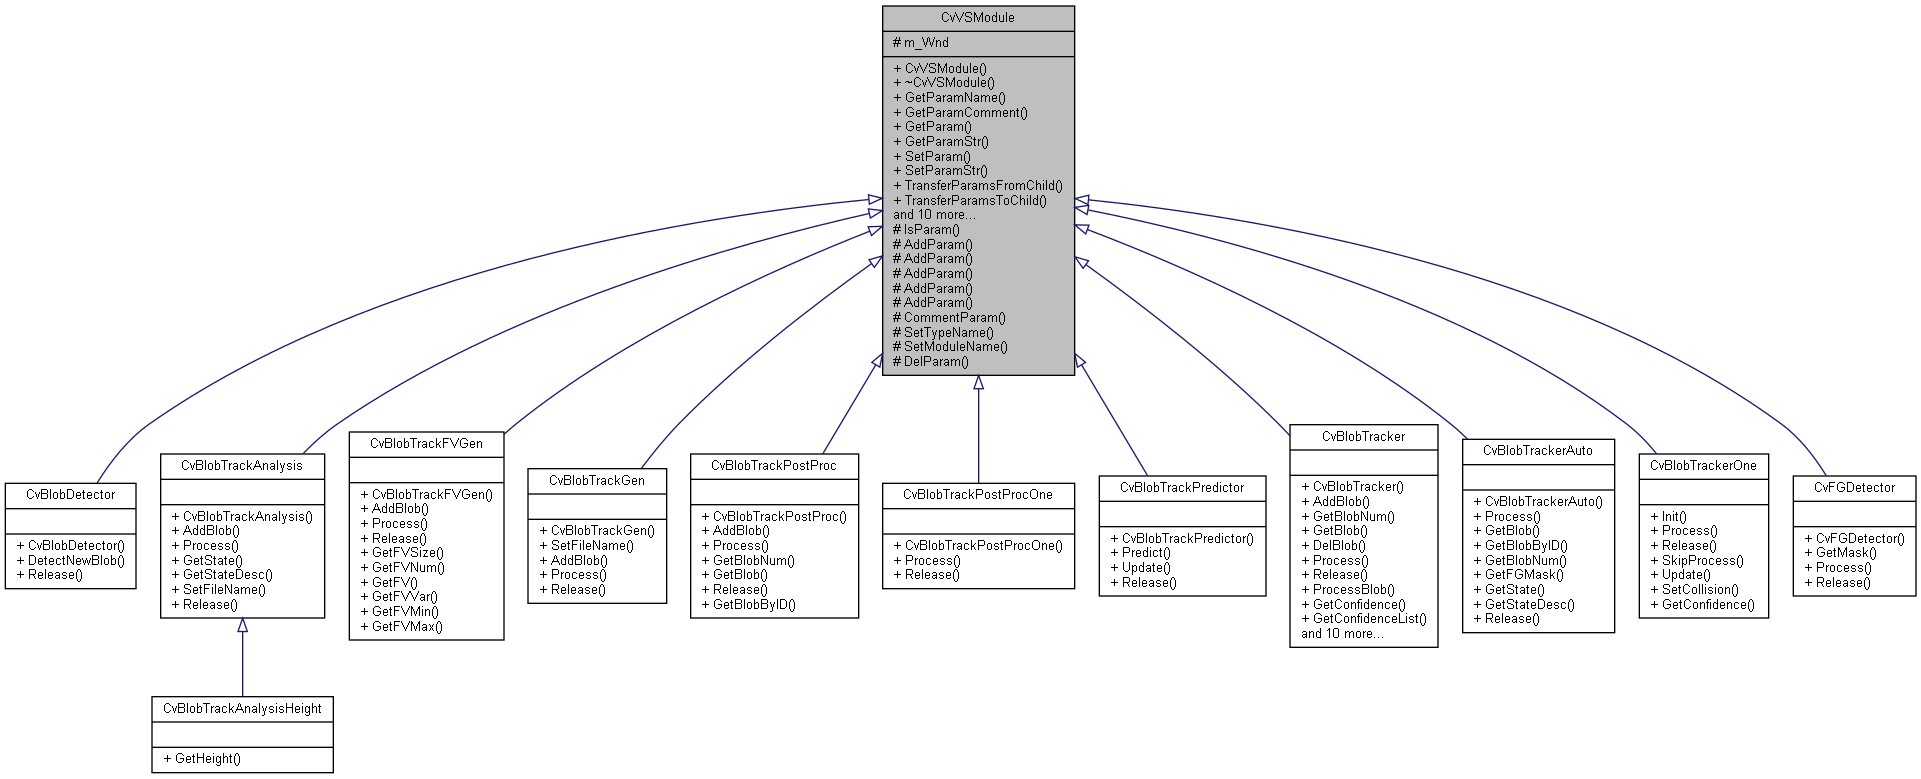 CvVSModule
# m_Wnd
+ CvVSModule()
+ ~CvVSModule()
+ GetParamName()
+ GetParamComment()
+ GetParam()
+ GetParamStr()
+ SetParam()
+ SetParamStr()
+ TransferParamsFromChild()
+ TransferParamsToChild()
and 10 more...
# IsParam()
# AddParam()
# AddParam()
# AddParam()
# AddParam()
# AddParam()
# CommentParam()
# SetTypeName()
# SetModuleName()
# DelParam()
CvBlobDetector
+ CvBlobDetector()
+ DetectNewBlob()
+ Release()
CvBlobTrackAnalysis
+ CvBlobTrackAnalysis()
+ AddBlob()
+ Process()
+ GetState()
+ GetStateDesc()
+ SetFileName()
+ Release()
CvBlobTrackFVGen
+ CvBlobTrackFVGen()
+ AddBlob()
+ Process()
+ Release()
+ GetFVSize()
+ GetFVNum()
+ GetFV()
+ GetFVVar()
+ GetFVMin()
+ GetFVMax()
CvBlobTrackGen
+ CvBlobTrackGen()
+ SetFileName()
+ AddBlob()
+ Process()
+ Release()
CvBlobTrackPostProc
+ CvBlobTrackPostProc()
+ AddBlob()
+ Process()
+ GetBlobNum()
+ GetBlob()
+ Release()
+ GetBlobByID()
CvBlobTrackPostProcOne
+ CvBlobTrackPostProcOne()
+ Process()
+ Release()
CvBlobTrackPredictor
+ CvBlobTrackPredictor()
+ Predict()
+ Update()
+ Release()
CvBlobTracker
+ CvBlobTracker()
+ AddBlob()
+ GetBlobNum()
+ GetBlob()
+ DelBlob()
+ Process()
+ Release()
+ ProcessBlob()
+ GetConfidence()
+ GetConfidenceList()
and 10 more...
CvBlobTrackerAuto
+ CvBlobTrackerAuto()
+ Process()
+ GetBlob()
+ GetBlobByID()
+ GetBlobNum()
+ GetFGMask()
+ GetState()
+ GetStateDesc()
+ Release()
CvBlobTrackerOne
+ Init()
+ Process()
+ Release()
+ SkipProcess()
+ Update()
+ SetCollision()
+ GetConfidence()
CvFGDetector
+ CvFGDetector()
+ GetMask()
+ Process()
+ Release()
CvBlobTrackAnalysisHeight
+ GetHeight()